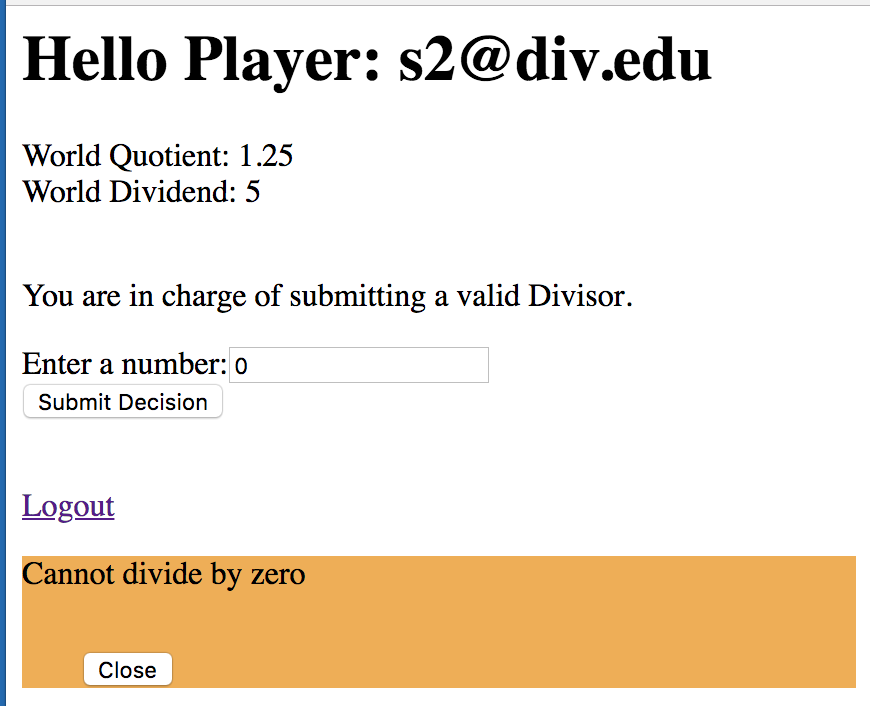 Hello Player: s2@div.edu
World Quotient: 1.25
World Dividend: 5
You are in charge of submitting a valid Divisor.
Enter a number: 0
Submit Decision
Logout
Cannot divide by zero
Close